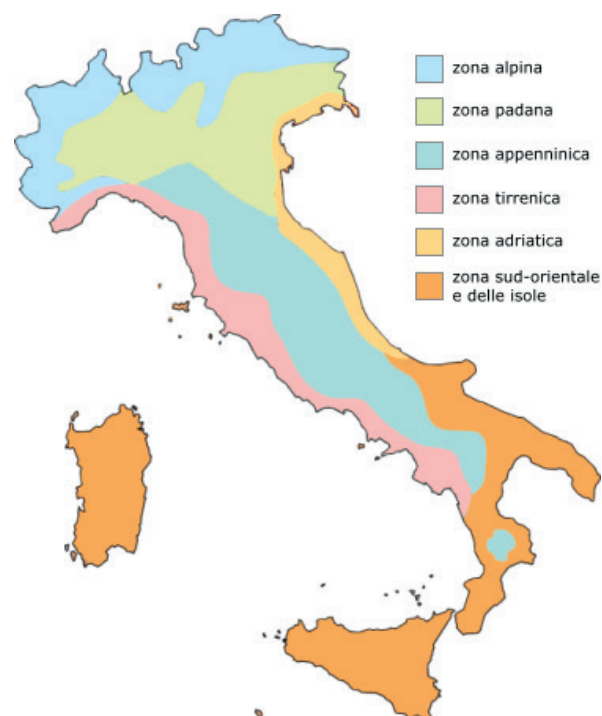 zona alpina
zona padana
zona appenninica
zona tirrenica
zona adriatica
zona sud-orientale
e delle isole